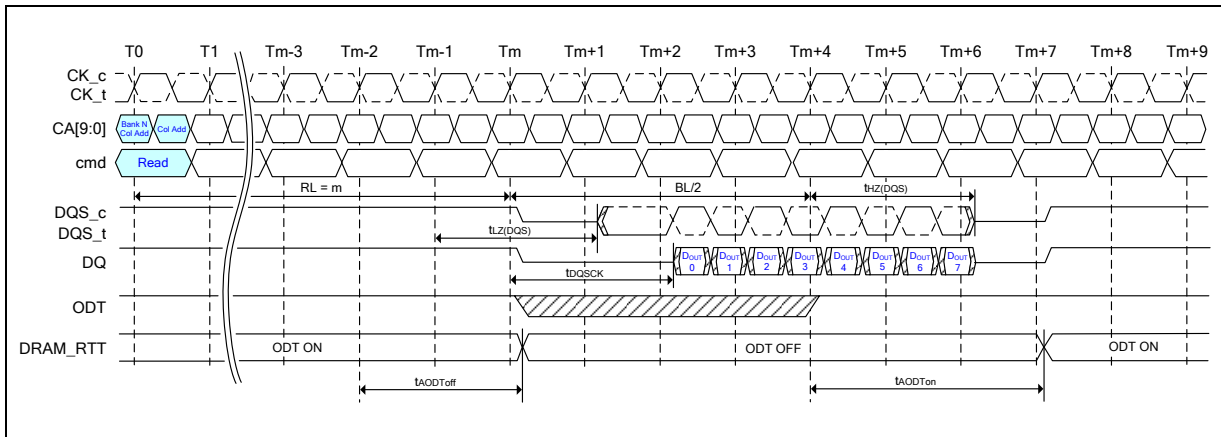 T0 T1 Tm-3 Tm-2 Tm-1 Tm Tm+1 Tm+2 Tm+3 Tm+4 Tm+5 Tm+6 Tm+7 Tm+8 Tm+9
CK_c
CK_t
CA[9:0]
Bank N
Col Add
Col Add
cmd
Read
RL = m
BL/2
tHZ(DQS)
DQS_c
DQS_t
tLZ(DQS)
DQ
DOUT
0
DOUT
1
DOUT
2
DOUT
3
DOUT
4
DOUT
5
DOUT
6
DOUT
7
tDQSCK
ODT
DRAM_RTT
ODT ON
ODT OFF
ODT ON
tAODToff
tAODTon